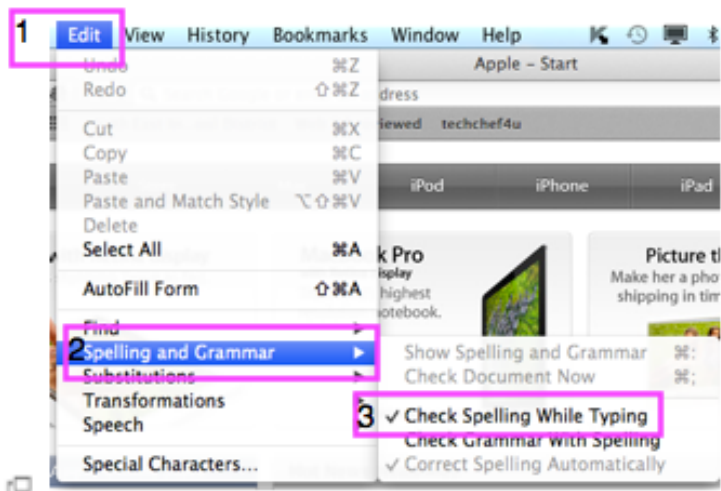 1
Edit View History Bookmarks Window Help
Undo ⌘Z
Apple – Start
Redo ⇧⌘Z
dress
Cut ⌘X
iewed techchef4u
Copy ⌘C
Paste ⌘V
iPod iPhone iPad
Paste and Match Style ⌥⇧⌘V
Delete
Select All ⌘A
k Pro
isplay
highest
otebook.
Picture t
Make her a pho
shipping in tim
AutoFill Form ⇧⌘A
Find ▶
2
Spelling and Grammar ▶
Show Spelling and Grammar ⌘:
Substitutions ▶
Check Document Now ⌘;
Transformations ▶
3
✓ Check Spelling While Typing
Speech
Check Grammar With Spelling
Special Characters...
✓ Correct Spelling Automatically